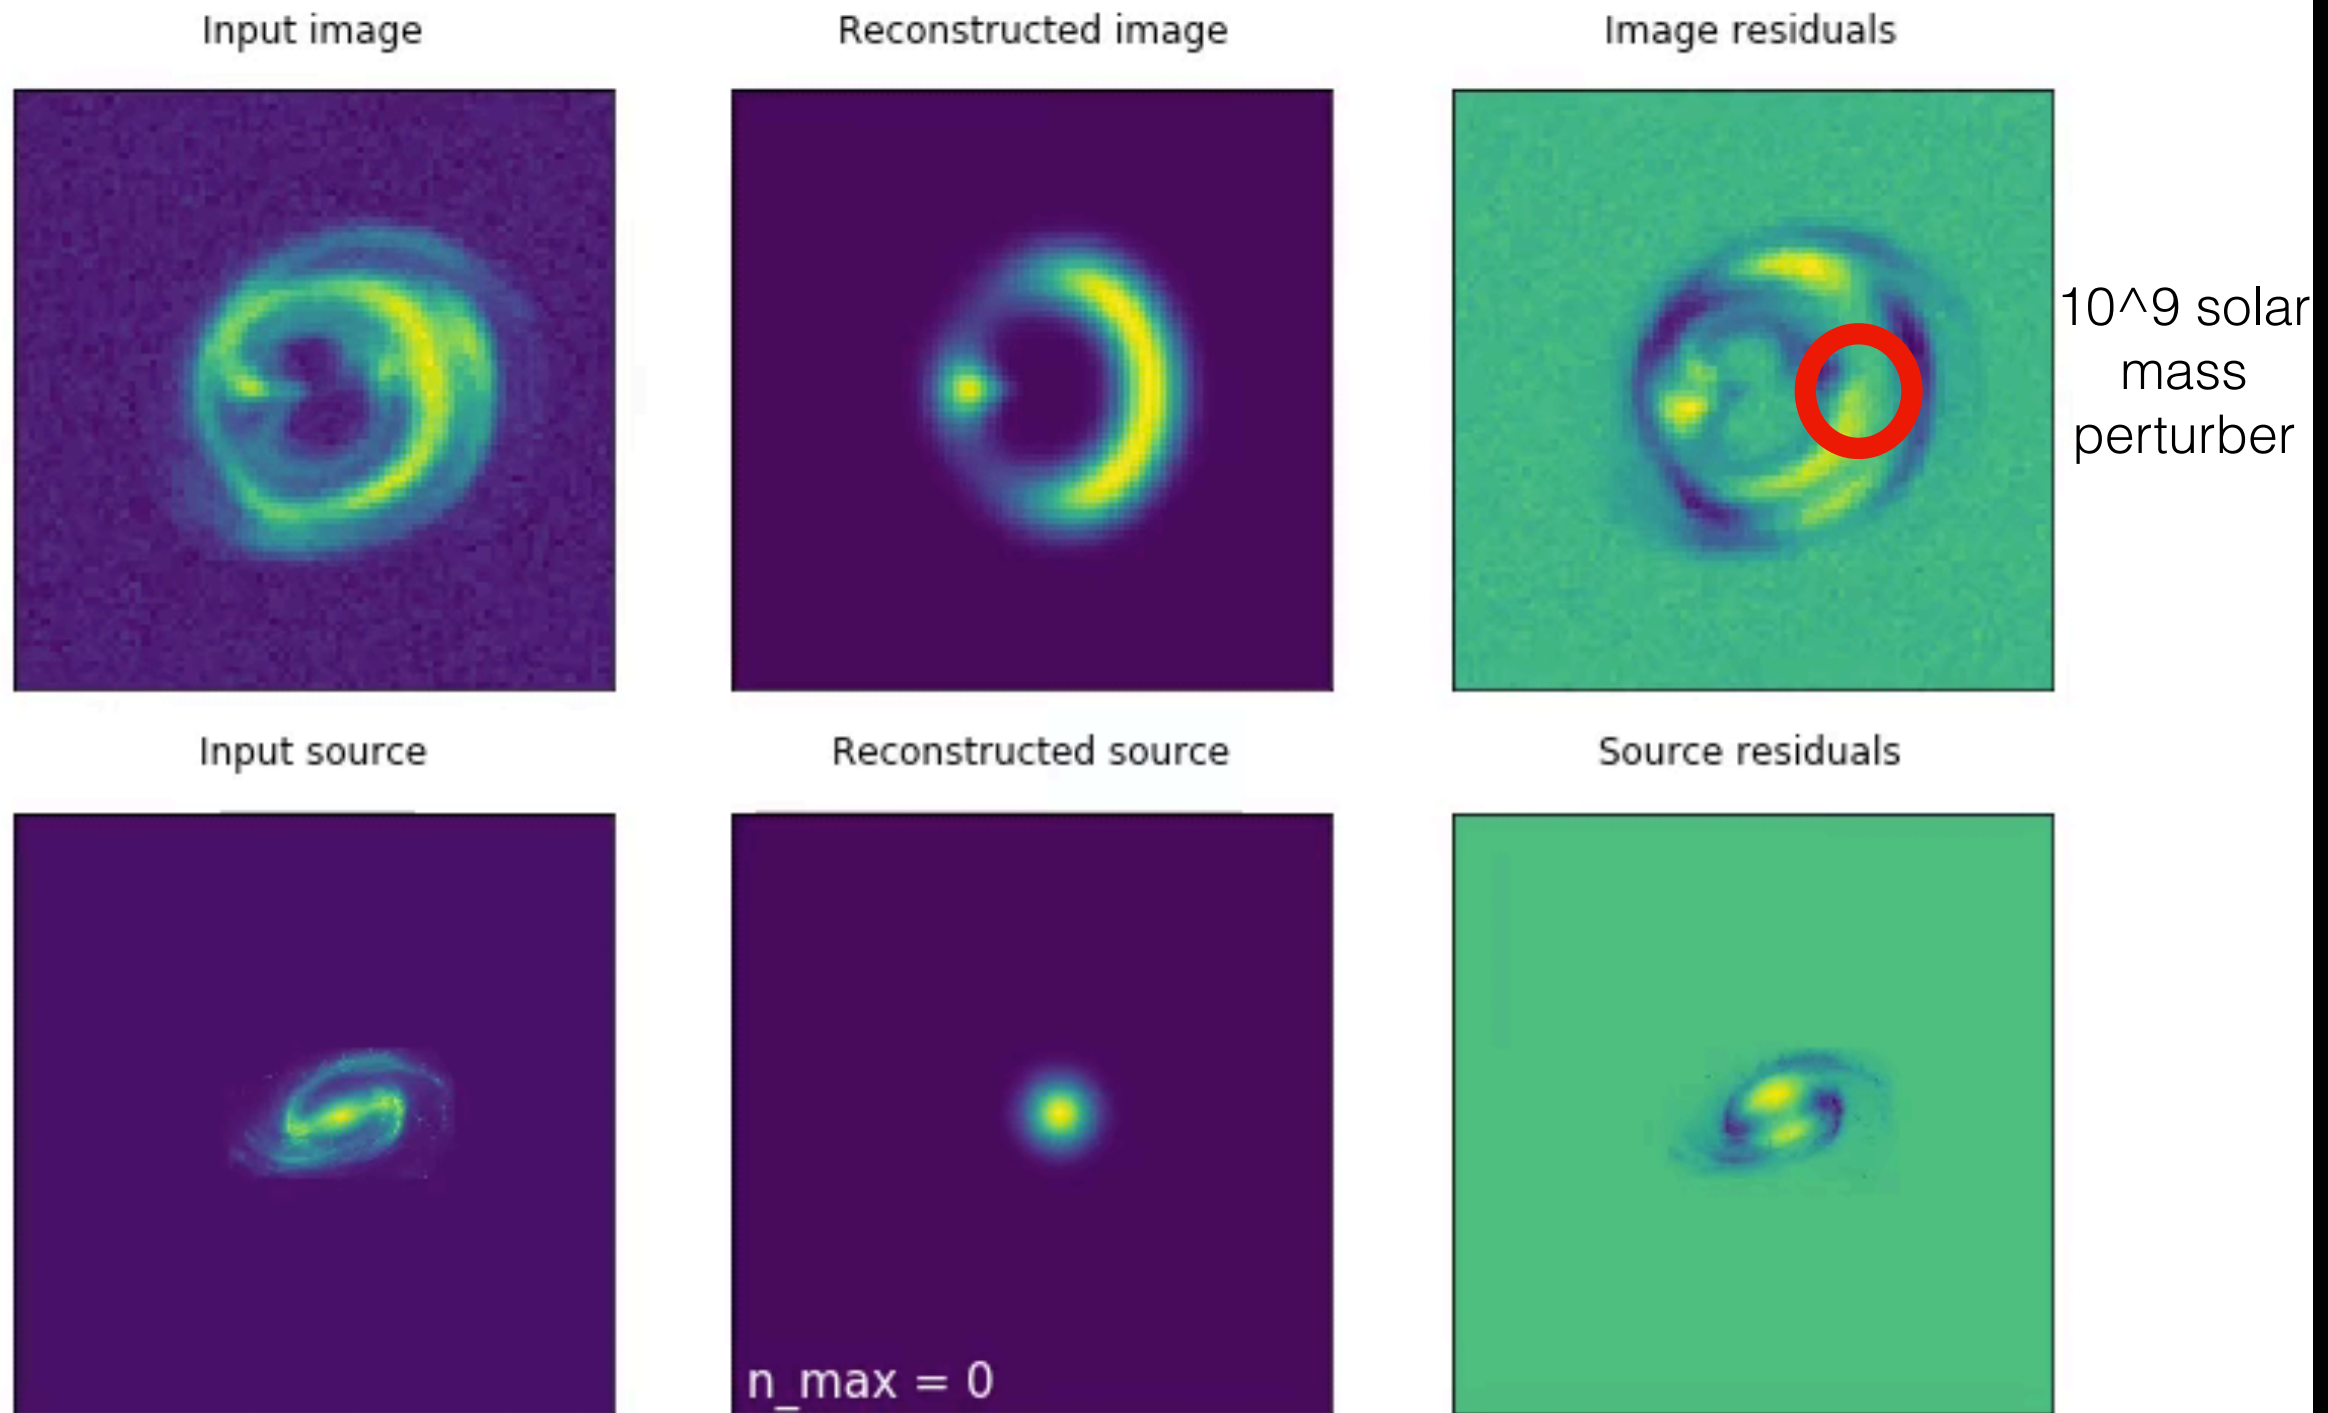 Input image
Reconstructed image
Image residuals
10^9 solar
mass
perturber
Input source
Reconstructed source
Source residuals
n_max = 0